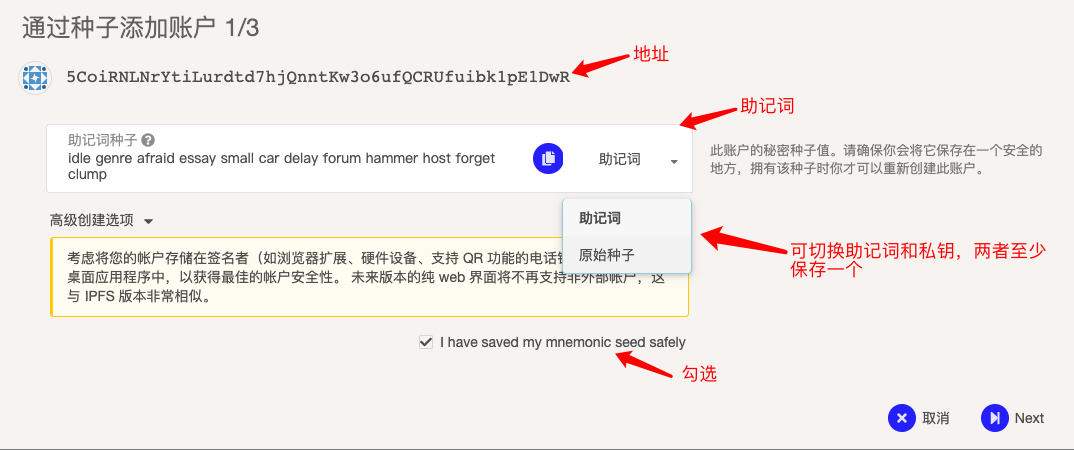 通过种子添加账户 1/3
地址
5CoiRNLNrYtiLurdtd7hjQnntKw3o6ufQCRUfuibk1pE1DwR
助记词
助记词种子
idle genre afraid essay small car delay forum hammer host forget
clump
助记词
此账户的秘密种子值。请确保你会将它保存在一个安全的
地方，拥有该种子时你才可以重新创建此账户。
高级创建选项
助记词
原始种子
可切换助记词和私钥，两者至少
保存一个
考虑将您的帐户存储在签名者（如浏览器扩展、硬件设备、支持 QR 功能的电话
桌面应用程序中，以获得最佳的帐户安全性。 未来版本的纯 web 界面将不再支持非外部帐户，这
与 IPFS 版本非常相似。
I have saved my mnemonic seed safely
勾选
取消
Next